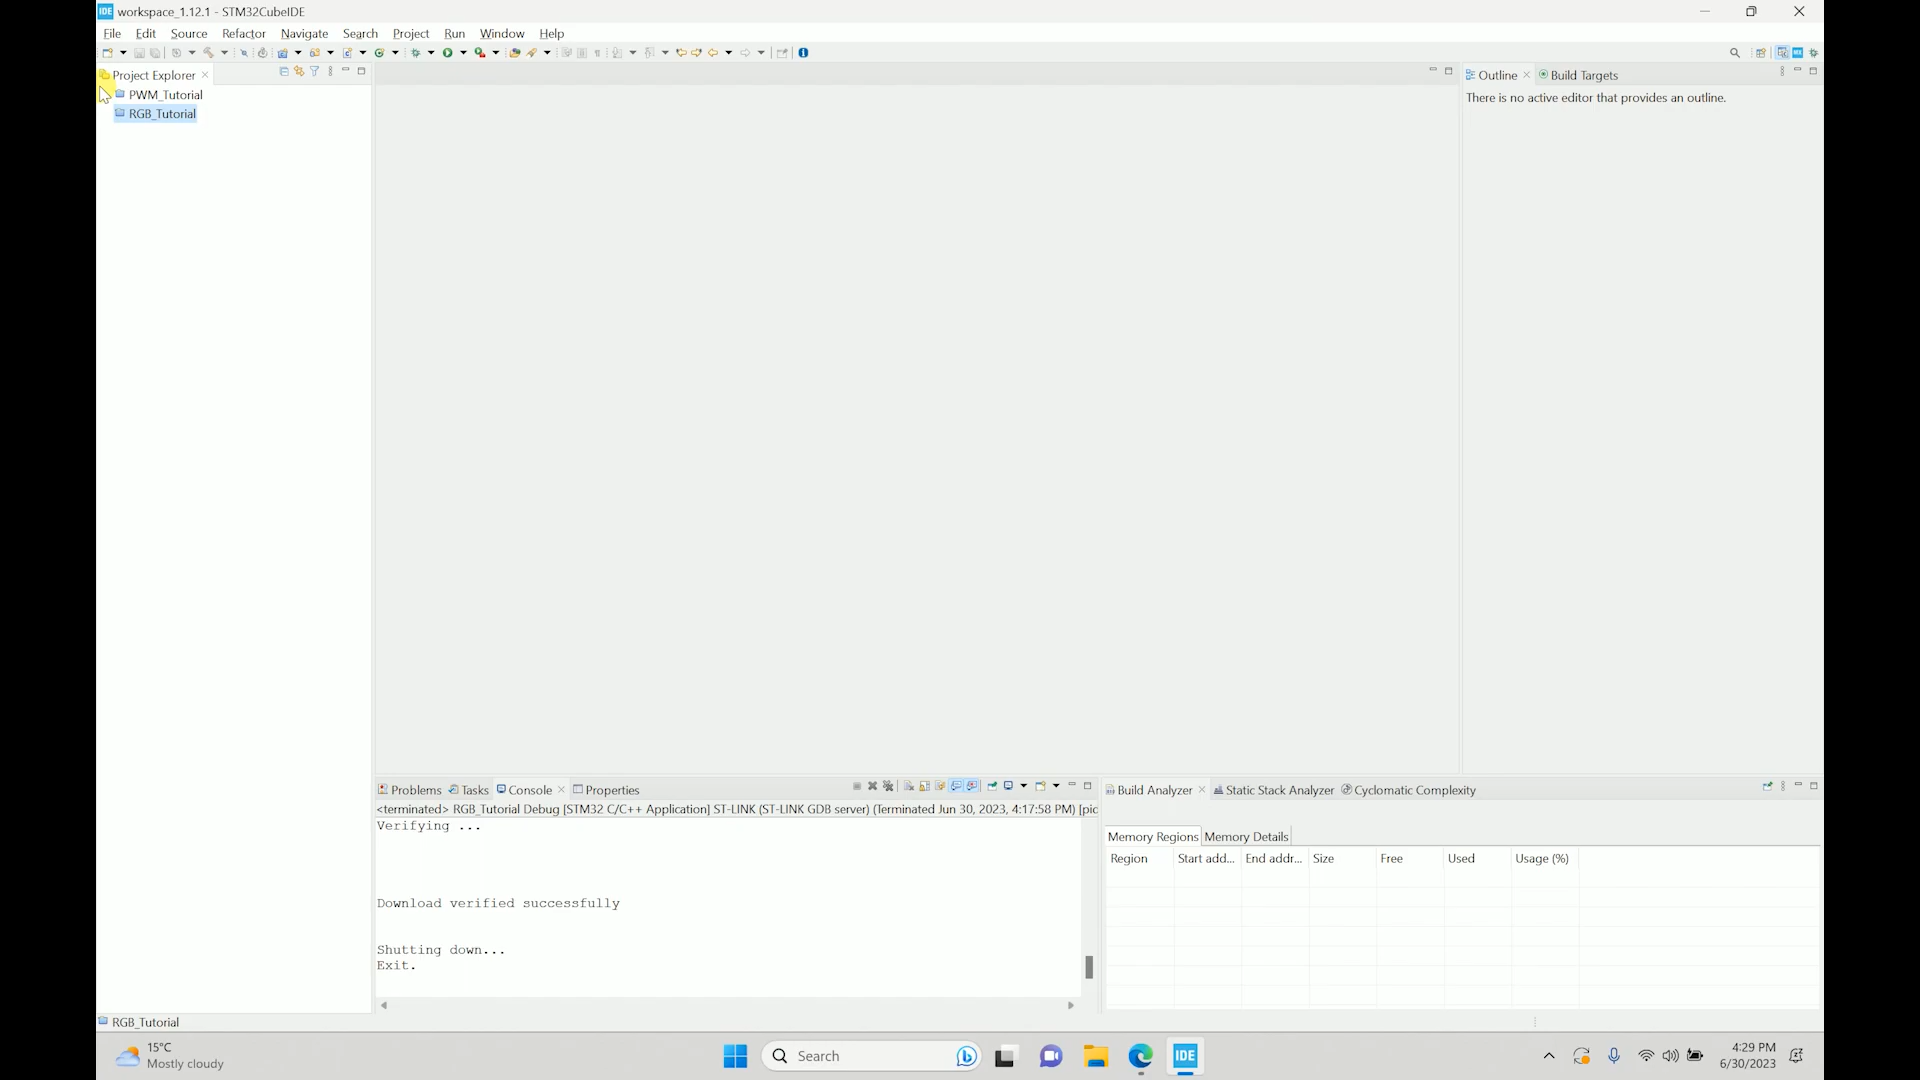 IDE workspace_1.12.1 - STM32CubeIDE
File Edit Source Refactor Navigate Search Project Run Window Help
Project Explorer
PWM_Tutorial
RGB_Tutorial
Outline Build Targets
There is no active editor that provides an outline.
Problems Tasks Console Properties
<terminated> RGB_Tutorial Debug [STM32 C/C++ Application] ST-LINK (ST-LINK GDB server) (Terminated Jun 30, 2023, 4:17:58 PM) [pid
Verifying ...
Download verified successfully
Shutting down...
Exit.
Build Analyzer Static Stack Analyzer Cyclomatic Complexity
Memory Regions Memory Details
Region Start add... End addr... Size Free Used Usage (%)
RGB_Tutorial
15°C
Mostly cloudy
Search
IDE
4:29 PM
6/30/2023